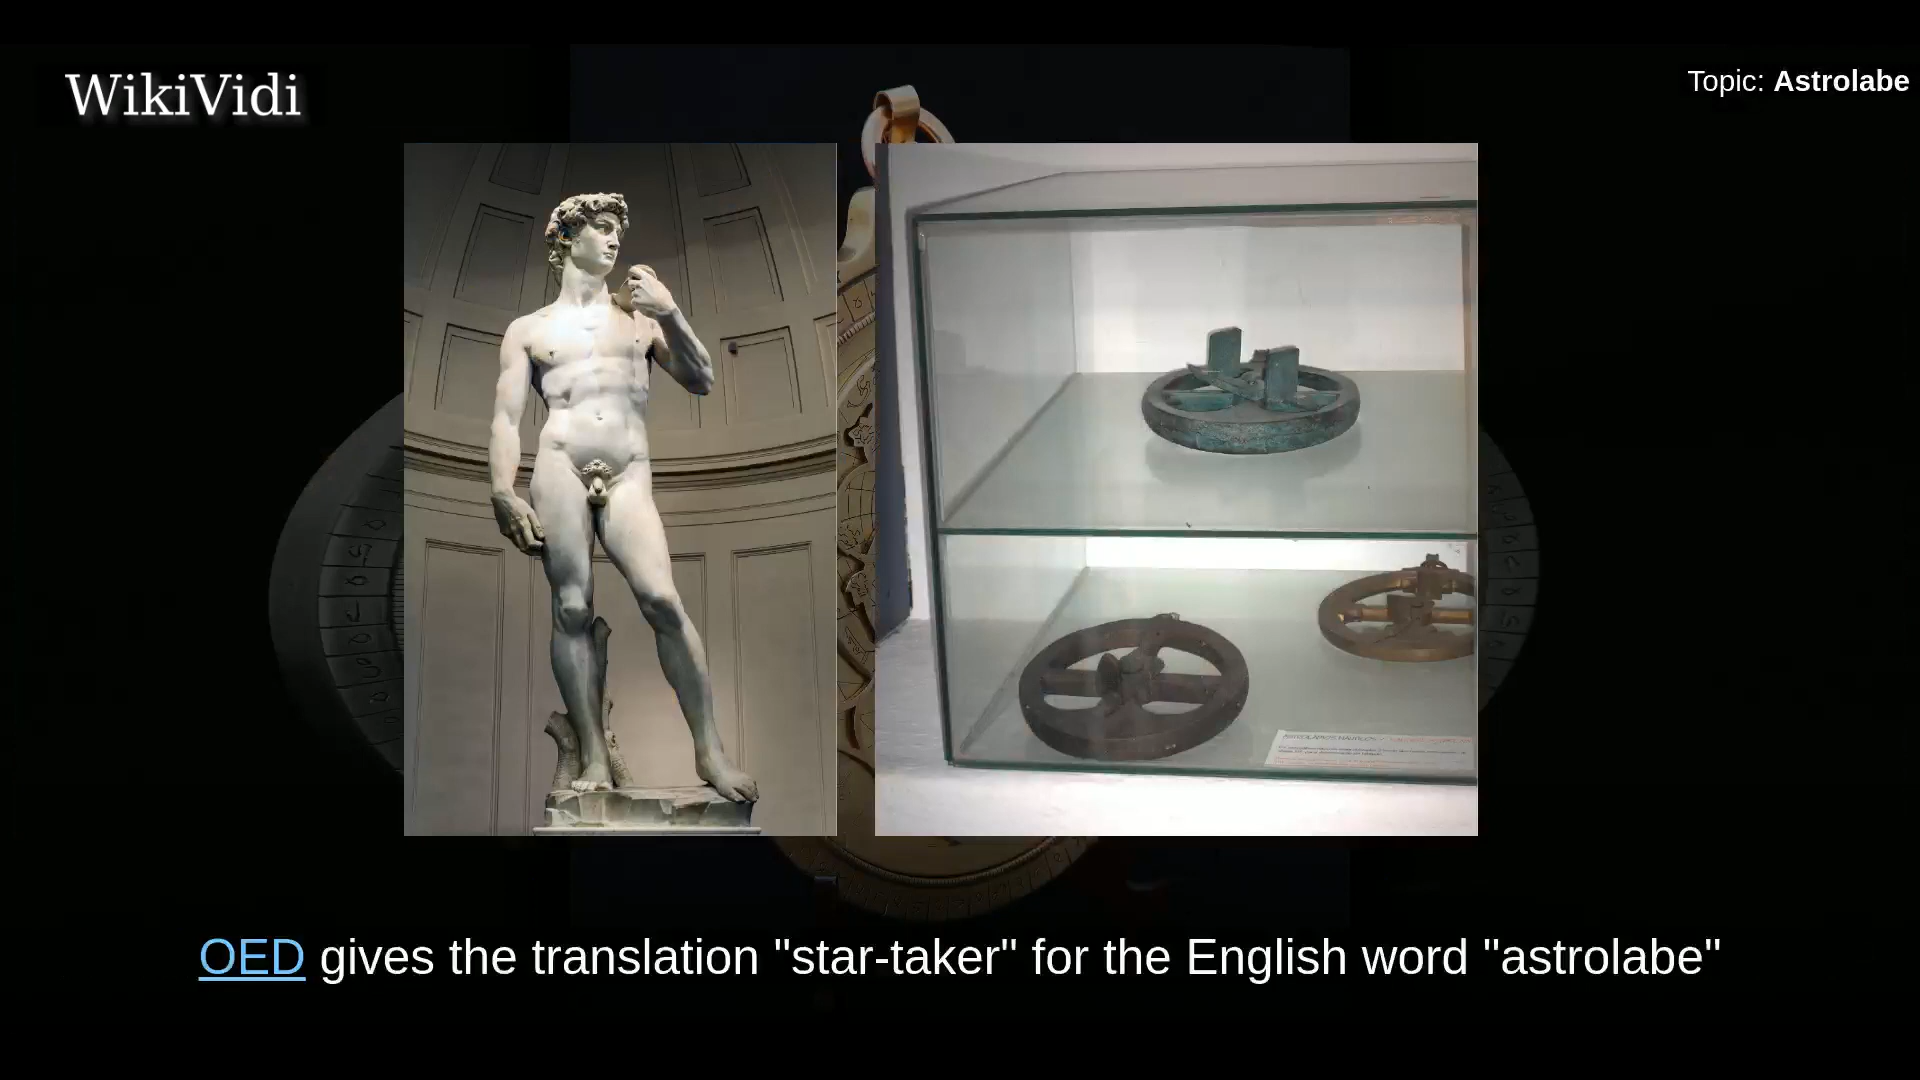 WikiVidi
Topic: Astrolabe
OED gives the translation "star-taker" for the English word "astrolabe"